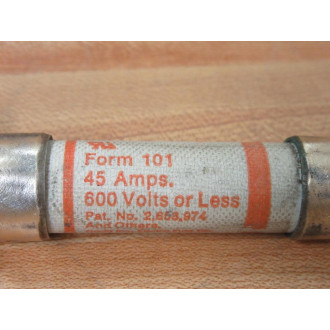 Form 101
45 Amps.
600 Volts or Less
Pat. No. 2,658,974
And Others.